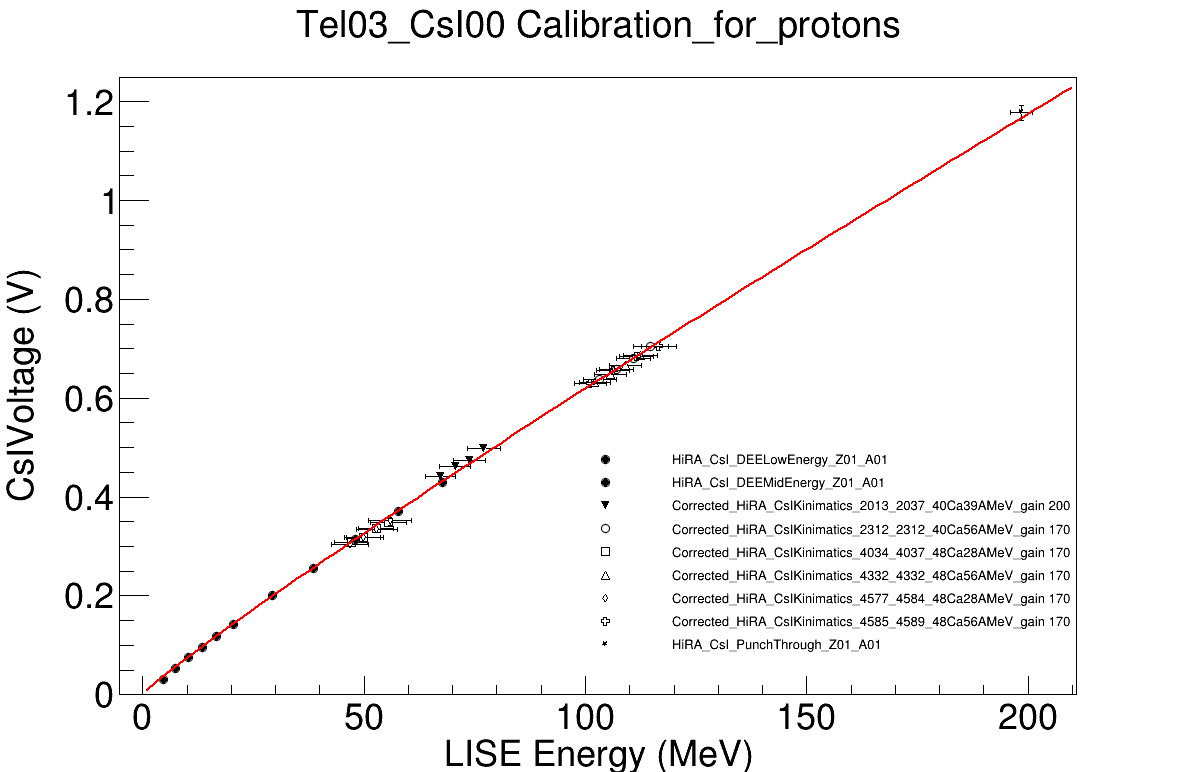 Tel03_CsI00 Calibration_for_protons
CsIVoltage (V)
1.2
1
0.8
0.6
0.4
0.2
0
HiRA_CsI_DEELowEnergy_Z01_A01
HiRA_CsI_DEEMidEnergy_Z01_A01
Corrected_HiRA_CsIKinimatics_2013_2037_40Ca39AMeV_gain 200
Corrected_HiRA_CsIKinimatics_2312_2312_40Ca56AMeV_gain 170
Corrected_HiRA_CsIKinimatics_4034_4037_48Ca28AMeV_gain 170
Corrected_HiRA_CsIKinimatics_4332_4332_48Ca56AMeV_gain 170
Corrected_HiRA_CsIKinimatics_4577_4584_48Ca28AMeV_gain 170
Corrected_HiRA_CsIKinimatics_4585_4589_48Ca56AMeV_gain 170
HiRA_CsI_PunchThrough_Z01_A01
0 50 100 150 200
LISE Energy (MeV)